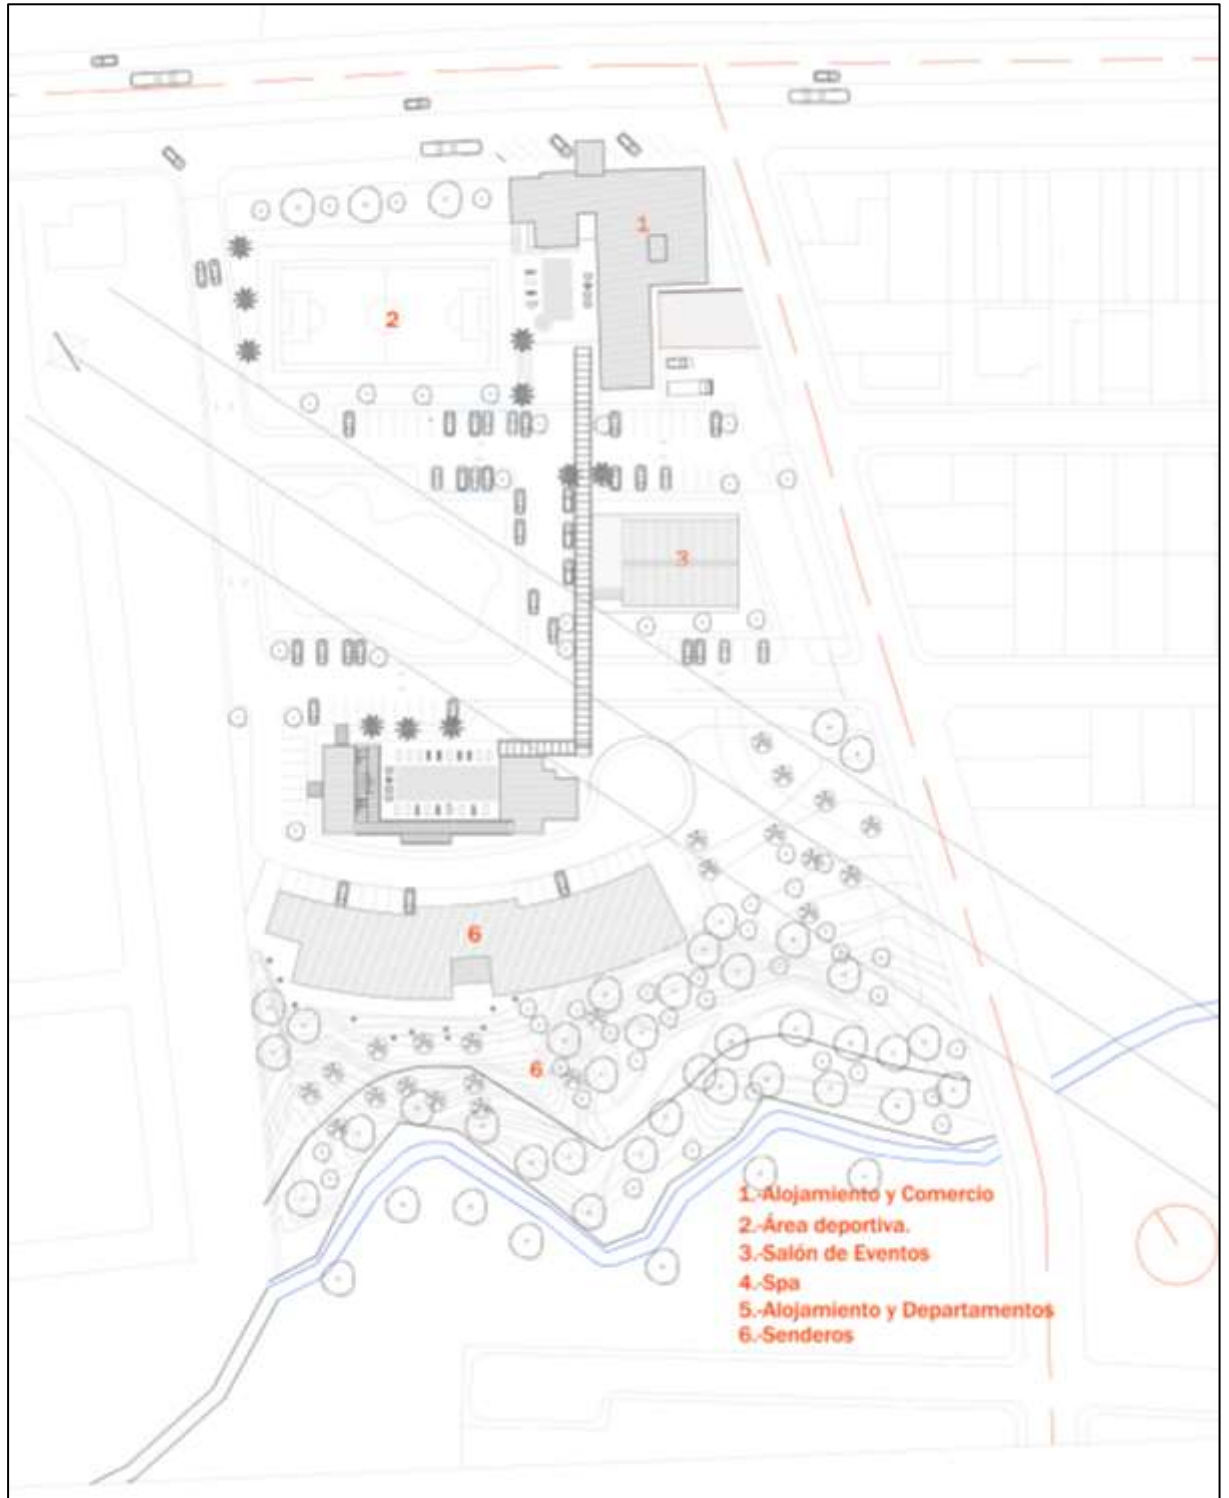 1
2
3
6
6
1.-Alojamiento y Comercio
2.-Área deportiva.
3.-Salón de Eventos
4.-Spa
5.-Alojamiento y Departamentos
6.-Senderos